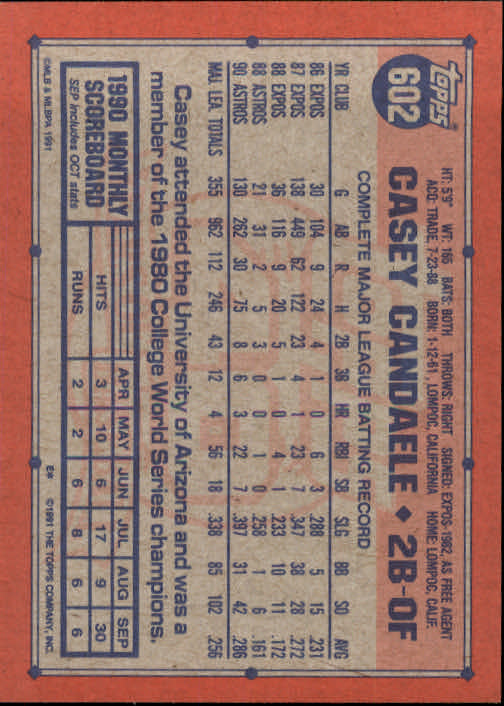 topps®
602
CASEY CANDAELE ♦ 2B-OF
HT: 5'9" WT: 165 BATS: BOTH THROWS: RIGHT SIGNED: EXPOS-1982, AS FREE AGENT
ACQ: TRADE, 7-23-88 BORN: 1-12-61, LOMPOC, CALIFORNIA HOME: LOMPOC, CALIF.
COMPLETE MAJOR LEAGUE BATTING RECORD
YR CLUB G AB R H 2B 3B HR RBI SB SLG BB SO AVG
86 EXPOS 30 104 9 24 4 1 0 6 3 .288 5 15 .231
87 EXPOS 138 449 62 122 23 4 1 23 7 .347 38 28 .272
88 EXPOS 36 116 9 20 5 1 0 4 1 .233 10 11 .172
88 ASTROS 21 31 2 5 3 0 0 1 0 .258 1 6 .161
90 ASTROS 130 262 30 75 8 6 3 22 7 .397 31 42 .286
MAJ. LEA. TOTALS 355 962 112 246 43 12 4 56 18 .338 85 102 .256
Casey attended the University of Arizona and was a
member of the 1980 College World Series champions.
1990 MONTHLY
SCOREBOARD
SEP includes OCT stats
APR MAY JUN JUL AUG SEP
HITS 3 10 6 17 9 30
RUNS 2 2 6 8 6 6
©MLB & MLBPA 1991
E* ©1991 THE TOPPS COMPANY, INC.